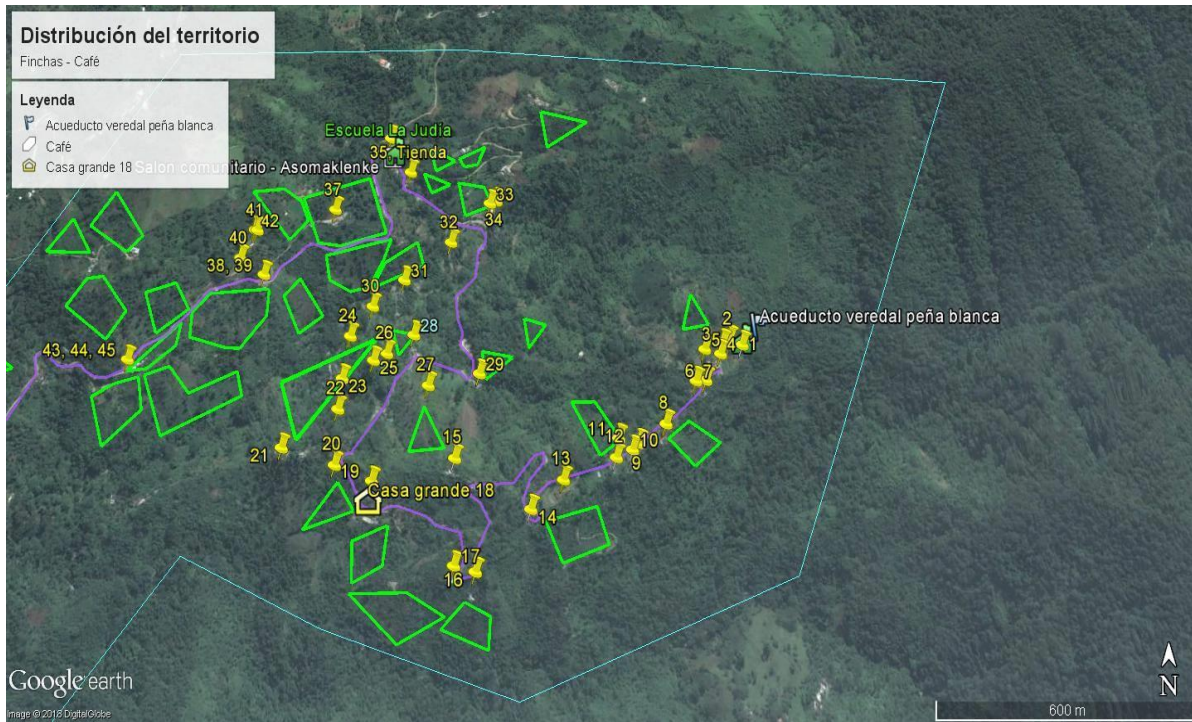 Distribución del territorio
Finchas - Café
Leyenda
Acueducto veredal peña blanca
Café
Casa grande 18
Escuela La Judía
35, Tienda
Salon comunitario - Asomaklenke
37
33
34
41
42
32
40
38, 39
31
30
24
28
26
25
2
Acueducto veredal peña blanca
3
5
4
1
43, 44, 45
27
29
6
7
22
23
8
11
12
10
9
15
21
20
19
13
Casa grande 18
14
17
16
Google earth
Image © 2018 DigitalGlobe
N
600 m